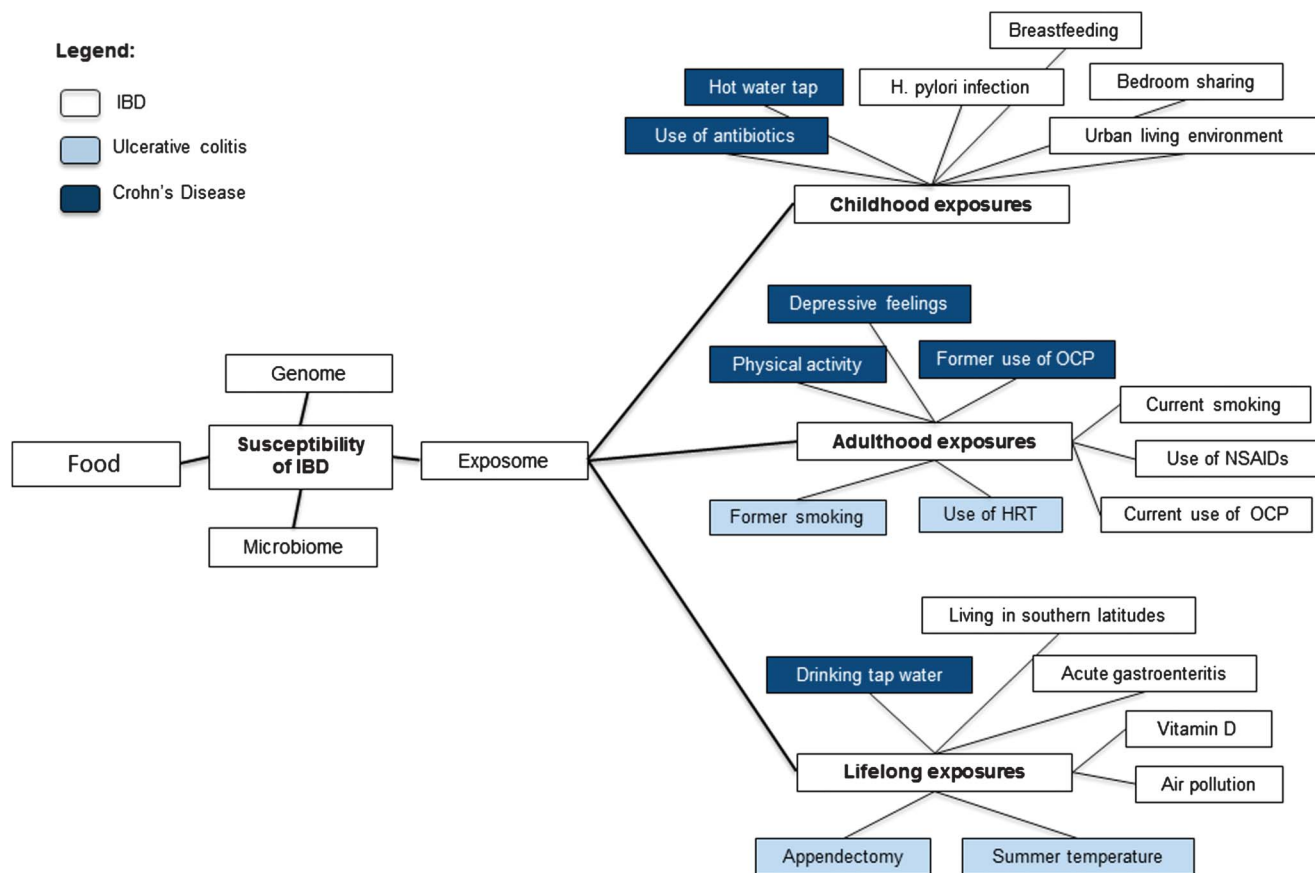 Legend:
IBD
Ulcerative colitis
Crohn's Disease
Breastfeeding
Hot water tap
H. pylori infection
Bedroom sharing
Use of antibiotics
Urban living environment
Childhood exposures
Depressive feelings
Physical activity
Former use of OCP
Genome
Current smoking
Food
Susceptibility
of IBD
Exposome
Adulthood exposures
Use of NSAIDs
Former smoking
Use of HRT
Current use of OCP
Microbiome
Living in southern latitudes
Drinking tap water
Acute gastroenteritis
Vitamin D
Lifelong exposures
Air pollution
Appendectomy
Summer temperature